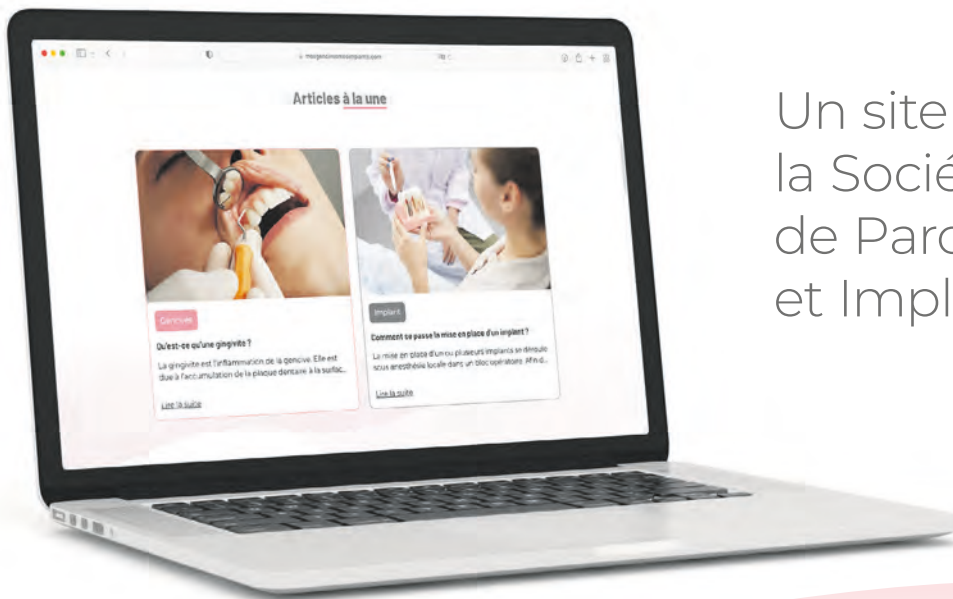 Articles à la une
Gencives
Qu'est-ce qu'une gingivite ?
La gingivite est l'inflammation de la gencive. Elle est
due à l'accumulation de la plaque dentaire à la surfac...
Lire la suite
Implant
Comment se passe la mise en place d'un implant ?
La mise en place d'un ou plusieurs implants se déroule
sous anesthésie locale dans un bloc opératoire. Afin d...
Lire la suite
Un site
la Socié
de Paro
et Impl